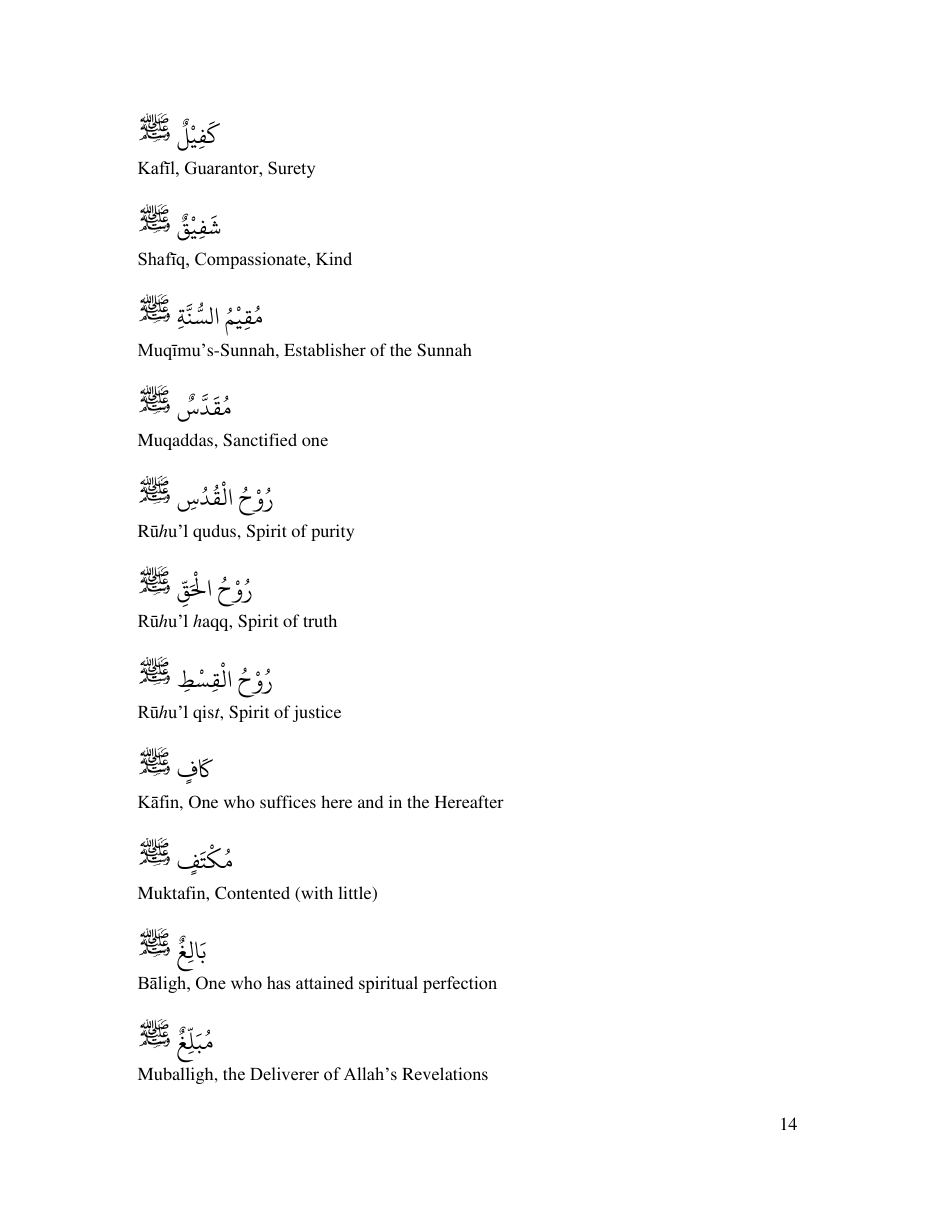 كَفِيْلٌ ﷺ
Kafīl, Guarantor, Surety
شَفِيْقٌ ﷺ
Shafīq, Compassionate, Kind
مُقِيْمُ السُّنَّةِ ﷺ
Muqīmu’s-Sunnah, Establisher of the Sunnah
مُقَدَّسٌ ﷺ
Muqaddas, Sanctified one
رُوْحُ الْقُدُسِ ﷺ
Rūhu’l qudus, Spirit of purity
رُوْحُ الْحَقِّ ﷺ
Rūhu’l haqq, Spirit of truth
رُوْحُ الْقِسْطِ ﷺ
Rūhu’l qist, Spirit of justice
كَافٍ ﷺ
Kāfin, One who suffices here and in the Hereafter
مُكْتَفٍ ﷺ
Muktafin, Contented (with little)
بَالِغٌ ﷺ
Bāligh, One who has attained spiritual perfection
مُبَلِّغٌ ﷺ
Muballigh, the Deliverer of Allah’s Revelations
14